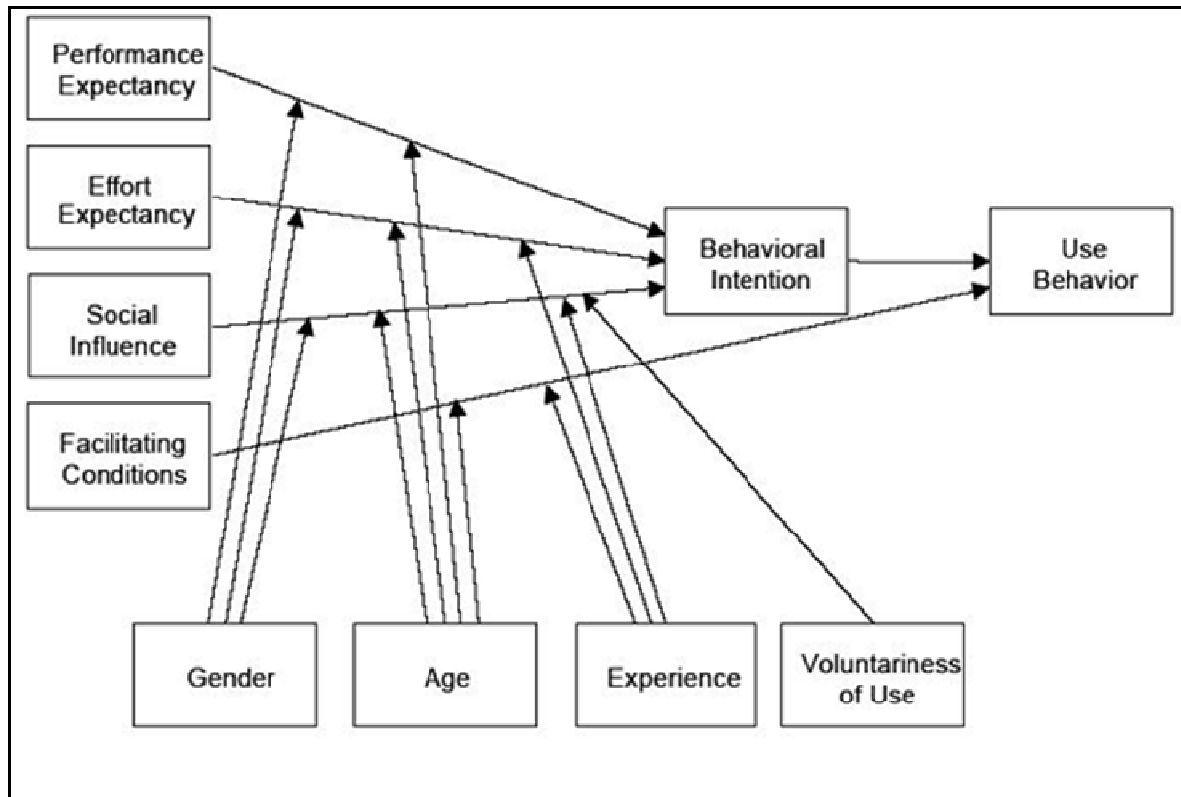 Performance
Expectancy
Effort
Expectancy
Social
Influence
Facilitating
Conditions
Behavioral
Intention
Use
Behavior
Gender
Age
Experience
Voluntariness
of Use